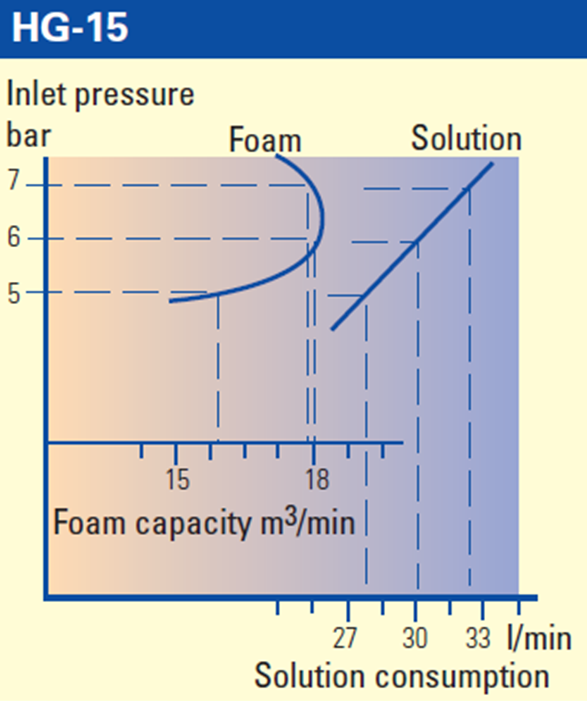 HG-15
Inlet pressure
bar
Foam
Solution
7
6
5
15
18
Foam capacity m³/min
27
30
33
l/min
Solution consumption